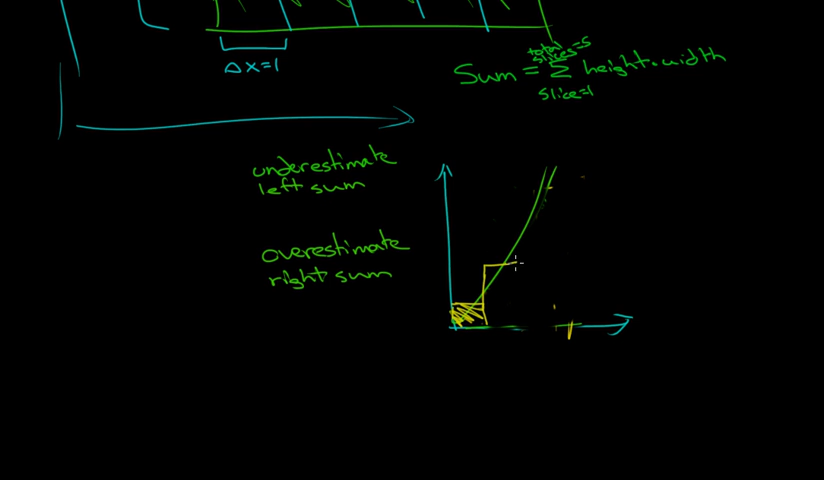 Δx=1
total
slices=5
Sum = Σ height·width
slice=1
underestimate
left sum
overestimate
right sum